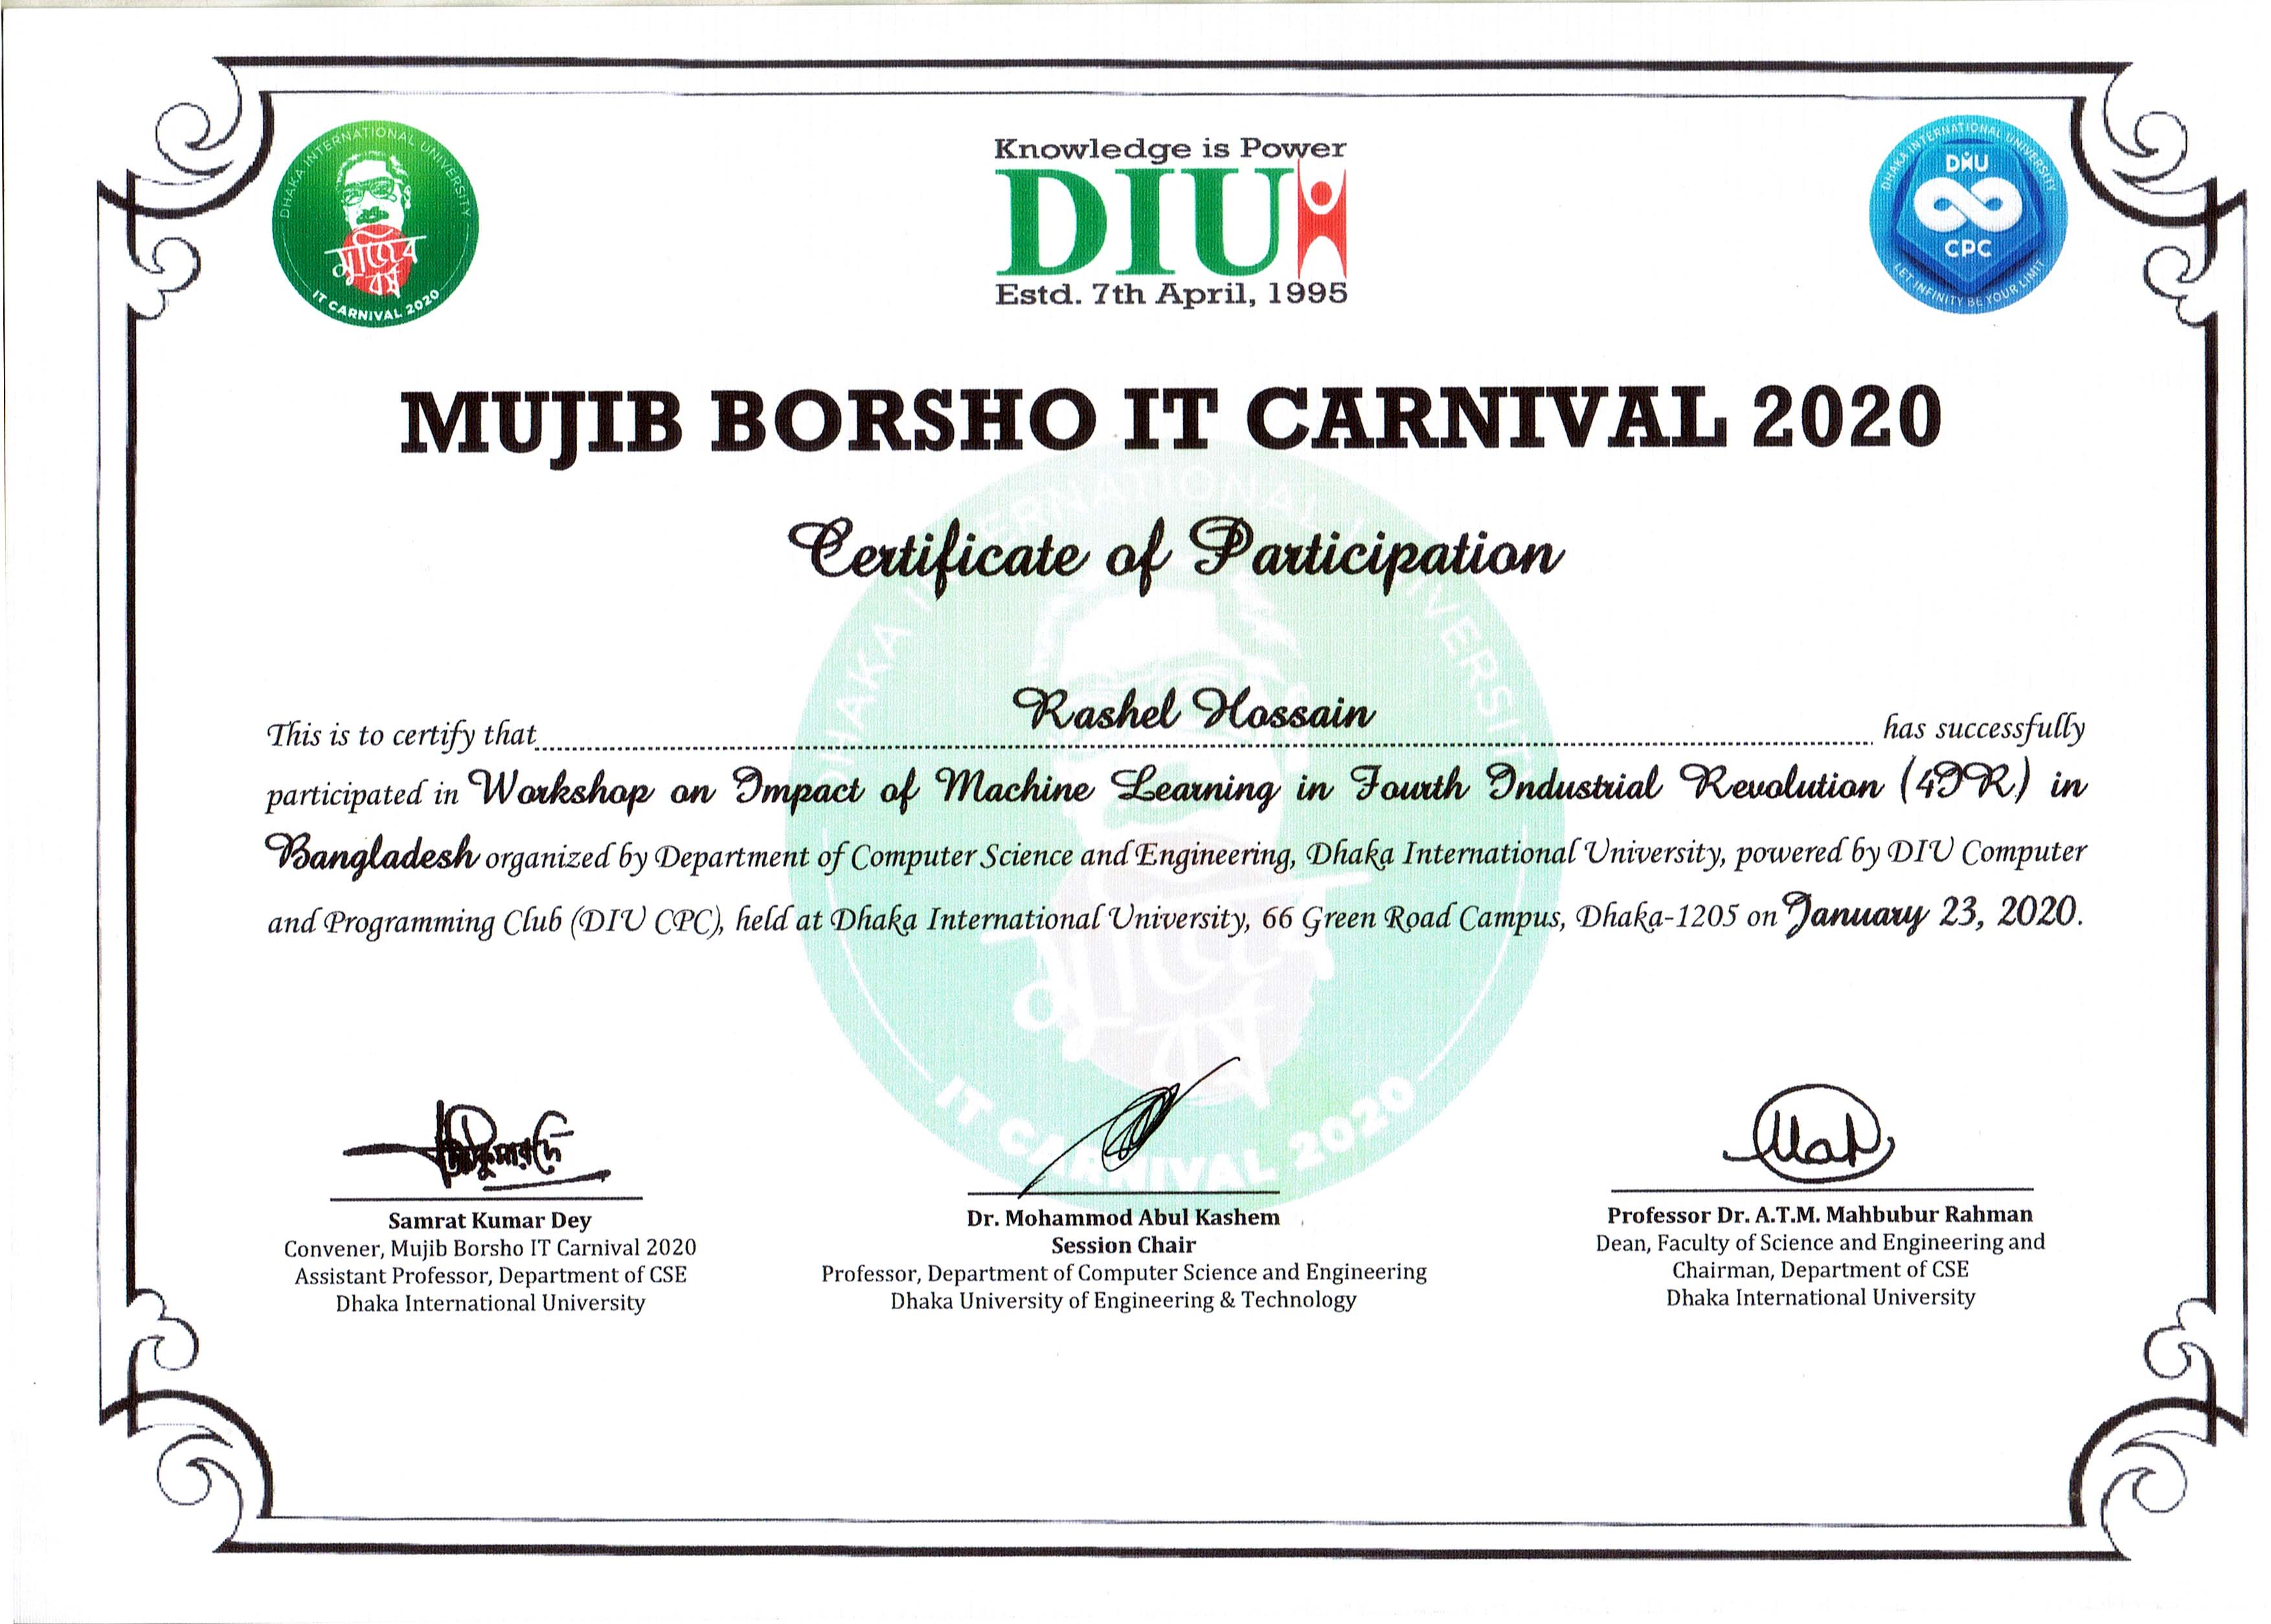 DHAKA INTERNATIONAL UNIVERSITY
মুজিব
বর্ষ
IT CARNIVAL 2020
Knowledge is Power
DIU
Estd. 7th April, 1995
DHAKA INTERNATIONAL UNIVERSITY
DIU
CPC
LET INFINITY BE YOUR LIMIT
MUJIB BORSHO IT CARNIVAL 2020
Certificate of Participation
This is to certify that Rashel Hossain has successfully
participated in Workshop on Impact of Machine Learning in Fourth Industrial Revolution (4IR) in
Bangladesh organized by Department of Computer Science and Engineering, Dhaka International University, powered by DIU Computer
and Programming Club (DIU CPC), held at Dhaka International University, 66 Green Road Campus, Dhaka-1205 on January 23, 2020.
DHAKA INTERNATIONAL UNIVERSITY
মুজিব
বর্ষ
IT CARNIVAL 2020
Samrat Kumar Dey
Convener, Mujib Borsho IT Carnival 2020
Assistant Professor, Department of CSE
Dhaka International University
Dr. Mohammod Abul Kashem
Session Chair
Professor, Department of Computer Science and Engineering
Dhaka University of Engineering & Technology
Professor Dr. A.T.M. Mahbubur Rahman
Dean, Faculty of Science and Engineering and
Chairman, Department of CSE
Dhaka International University